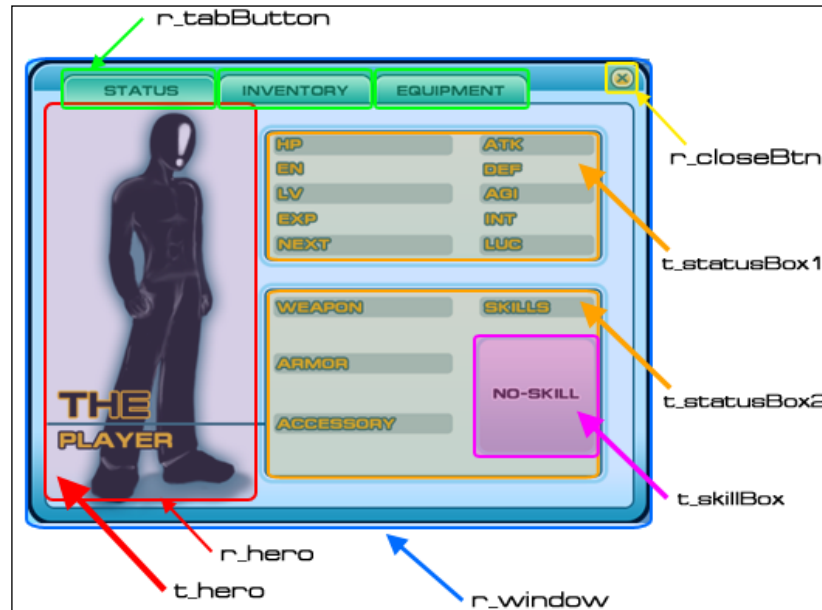 r_tabButton
STATUS
INVENTORY
EQUIPMENT
r_closeBtn
HP
ATK
EN
DEF
LV
AGI
EXP
INT
NEXT
LUC
t_statusBox1
WEAPON
SKILLS
ARMOR
NO-SKILL
ACCESSORY
THE
PLAYER
t_statusBox2
t_skillBox
r_hero
t_hero
r_window